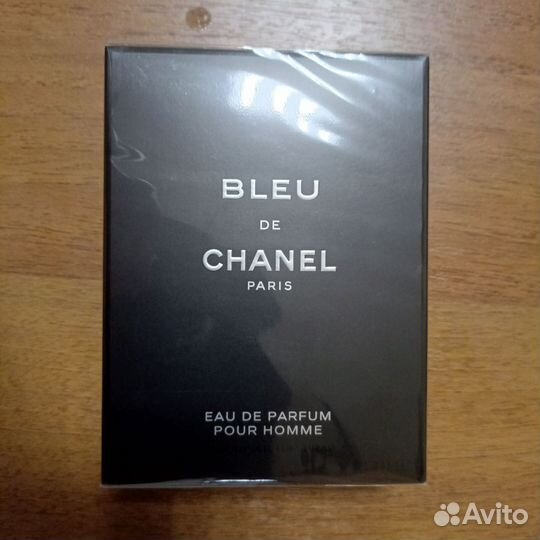 BLEU
DE
CHANEL
PARIS
EAU DE PARFUM
POUR HOMME
Avito